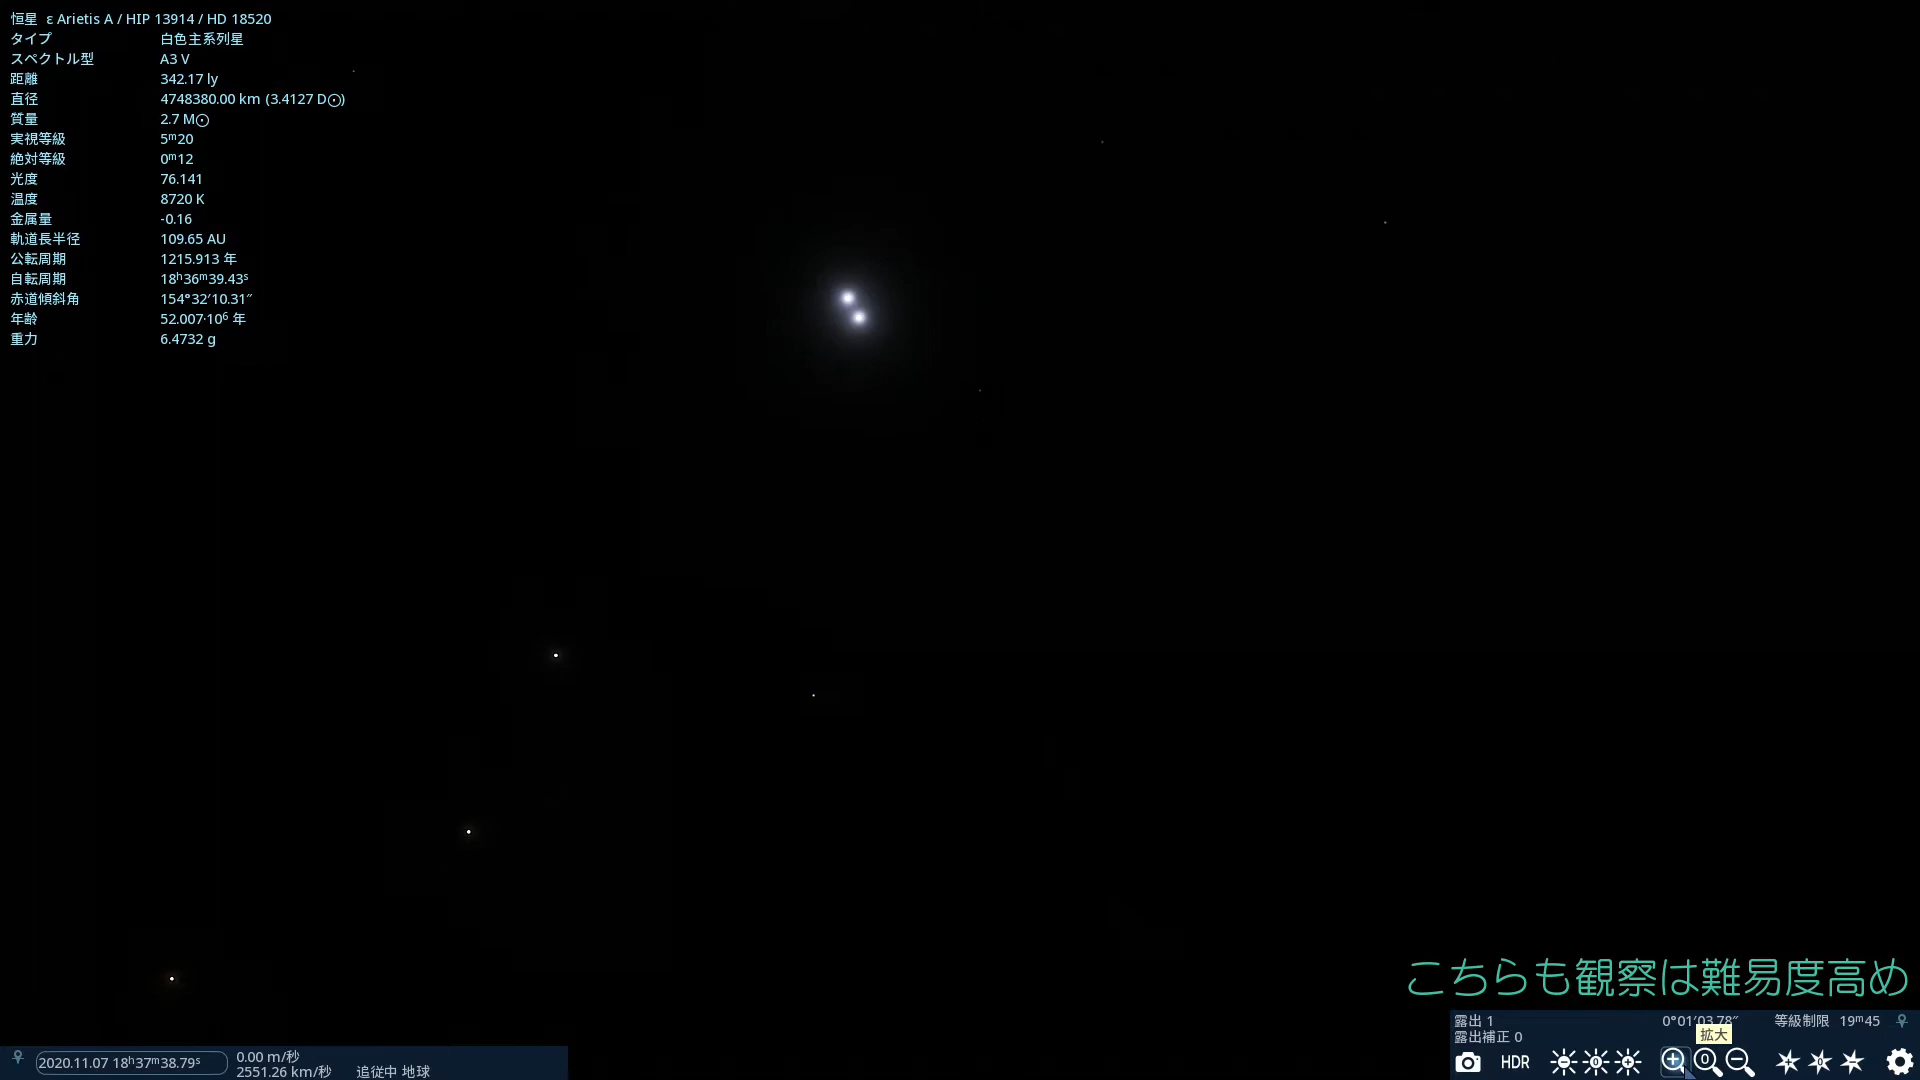 恒星 ε Arietis A / HIP 13914 / HD 18520
タイプ 白色主系列星
スペクトル型 A3 V
距離 342.17 ly
直径 4748380.00 km (3.4127 D☉)
質量 2.7 M☉
実視等級 5ᵐ20
絶対等級 0ᵐ12
光度 76.141
温度 8720 K
金属量 -0.16
軌道長半径 109.65 AU
公転周期 1215.913 年
自転周期 18ʰ36ᵐ39.43ˢ
赤道傾斜角 154°32′10.31″
年齢 52.007·10⁶ 年
重力 6.4732 g
こちらも観察は難易度高め
露出 1 0°01′03.78″ 等級制限 19ᵐ45
露出補正 0
拡大
HDR
0
2020.11.07 18ʰ37ᵐ38.79ˢ
0.00 m/秒
2551.26 km/秒 追従中 地球